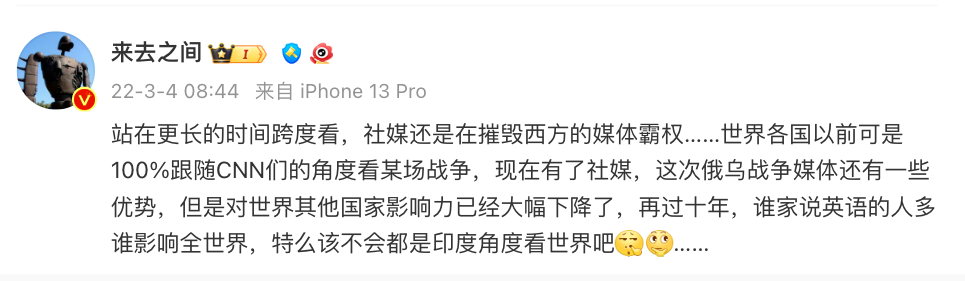 来去之间
I
22-3-4 08:44 来自 iPhone 13 Pro
站在更长的时间跨度看，社媒还是在摧毁西方的媒体霸权……世界各国以前可是
100%跟随CNN们的角度看某场战争，现在有了社媒，这次俄乌战争媒体还有一些
优势，但是对世界其他国家影响力已经大幅下降了，再过十年，谁家说英语的人多
谁影响全世界，特么该不会都是印度角度看世界吧……